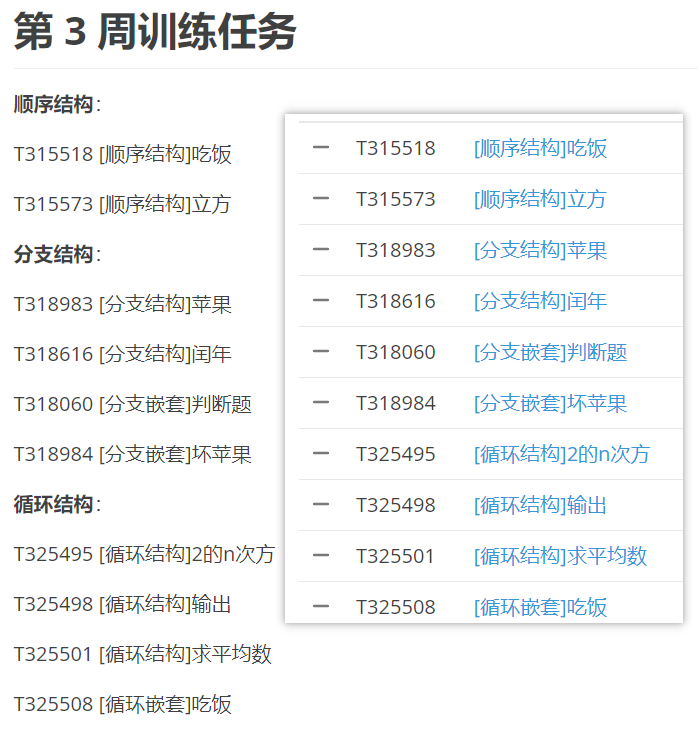 第 3 周训练任务
顺序结构：
T315518 [顺序结构]吃饭
T315573 [顺序结构]立方
分支结构：
T318983 [分支结构]苹果
T318616 [分支结构]闰年
T318060 [分支嵌套]判断题
T318984 [分支嵌套]坏苹果
循环结构：
T325495 [循环结构]2的n次方
T325498 [循环结构]输出
T325501 [循环结构]求平均数
T325508 [循环嵌套]吃饭
T315518 [顺序结构]吃饭
T315573 [顺序结构]立方
T318983 [分支结构]苹果
T318616 [分支结构]闰年
T318060 [分支嵌套]判断题
T318984 [分支嵌套]坏苹果
T325495 [循环结构]2的n次方
T325498 [循环结构]输出
T325501 [循环结构]求平均数
T325508 [循环嵌套]吃饭